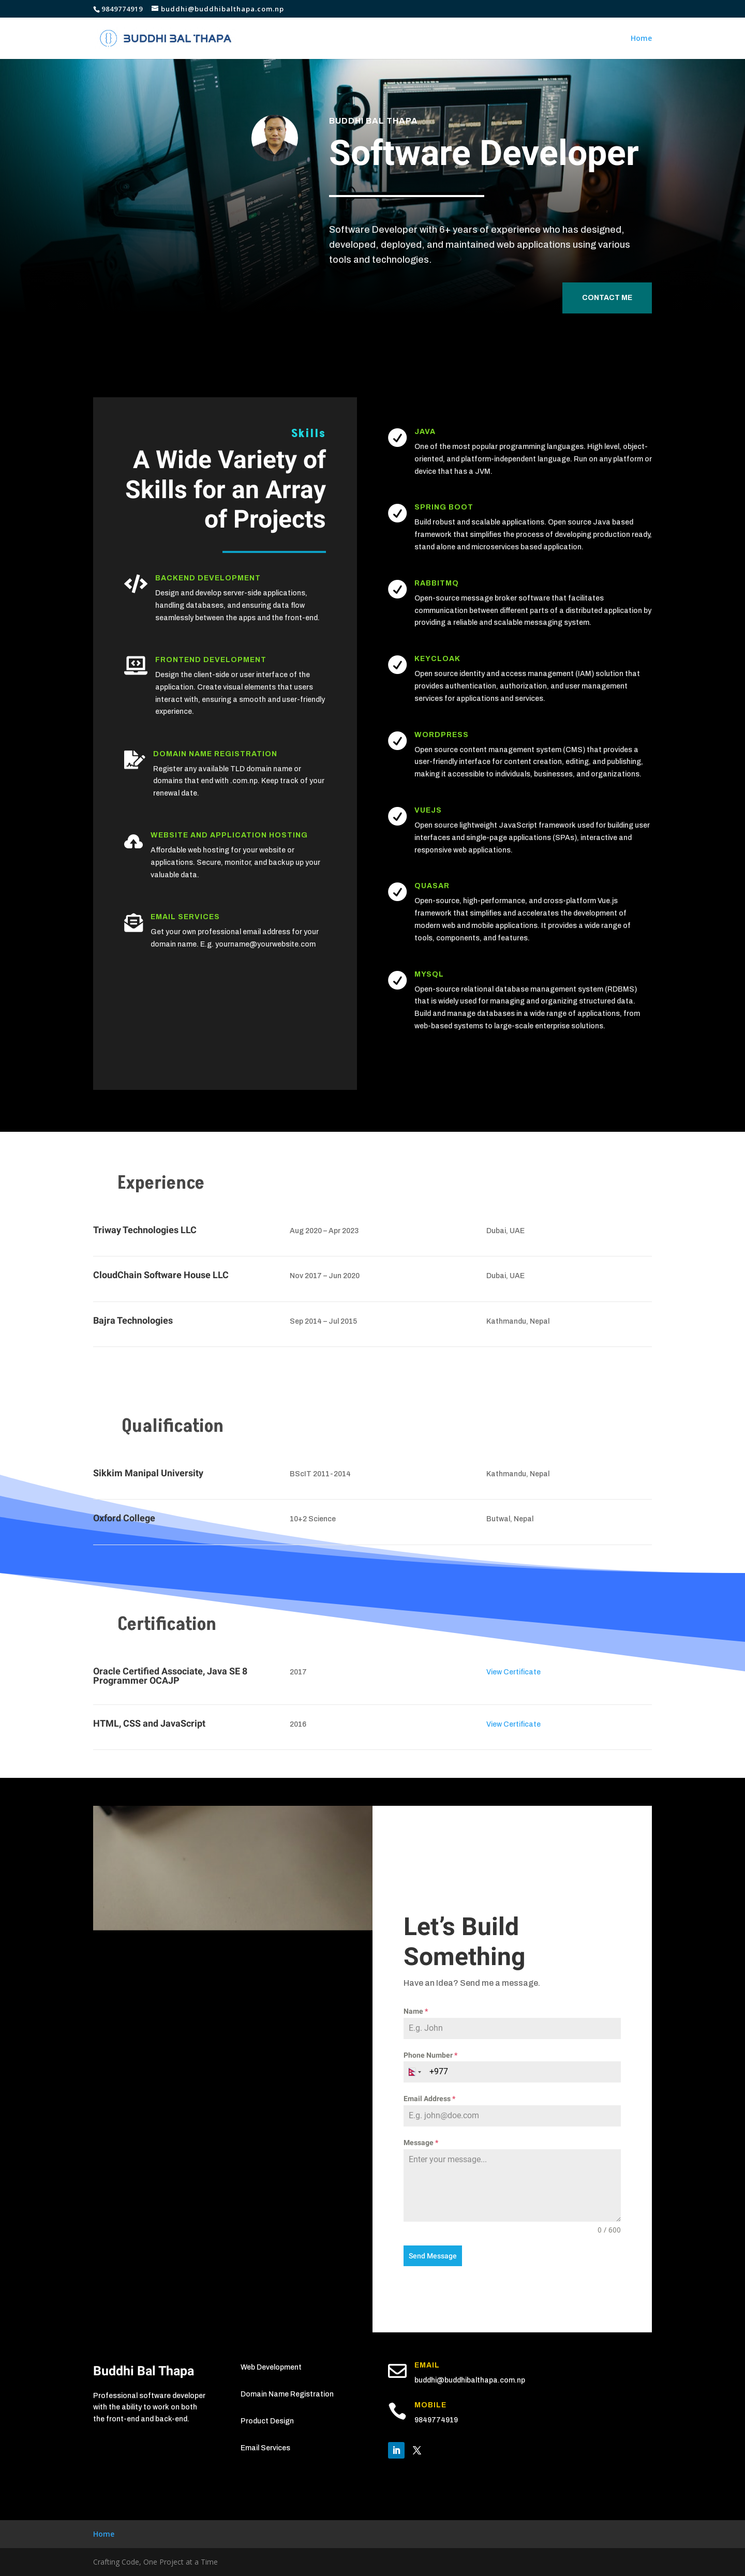 9849774919 buddhi@buddhibalthapa.com.np
BUDDHI BAL THAPA
Home
BUDDHI BAL THAPA
Software Developer
Software Developer with 6+ years of experience who has designed,
developed, deployed, and maintained web applications using various
tools and technologies.
CONTACT ME
Skills
A Wide Variety of
Skills for an Array
of Projects
BACKEND DEVELOPMENT
Design and develop server-side applications,
handling databases, and ensuring data flow
seamlessly between the apps and the front-end.
FRONTEND DEVELOPMENT
Design the client-side or user interface of the
application. Create visual elements that users
interact with, ensuring a smooth and user-friendly
experience.
DOMAIN NAME REGISTRATION
Register any available TLD domain name or
domains that end with .com.np. Keep track of your
renewal date.
WEBSITE AND APPLICATION HOSTING
Affordable web hosting for your website or
applications. Secure, monitor, and backup up your
valuable data.
EMAIL SERVICES
Get your own professional email address for your
domain name. E.g. yourname@yourwebsite.com
JAVA
One of the most popular programming languages. High level, object-
oriented, and platform-independent language. Run on any platform or
device that has a JVM.
SPRING BOOT
Build robust and scalable applications. Open source Java based
framework that simplifies the process of developing production ready,
stand alone and microservices based application.
RABBITMQ
Open-source message broker software that facilitates
communication between different parts of a distributed application by
providing a reliable and scalable messaging system.
KEYCLOAK
Open source identity and access management (IAM) solution that
provides authentication, authorization, and user management
services for applications and services.
WORDPRESS
Open source content management system (CMS) that provides a
user-friendly interface for content creation, editing, and publishing,
making it accessible to individuals, businesses, and organizations.
VUEJS
Open source lightweight JavaScript framework used for building user
interfaces and single-page applications (SPAs), interactive and
responsive web applications.
QUASAR
Open-source, high-performance, and cross-platform Vue.js
framework that simplifies and accelerates the development of
modern web and mobile applications. It provides a wide range of
tools, components, and features.
MYSQL
Open-source relational database management system (RDBMS)
that is widely used for managing and organizing structured data.
Build and manage databases in a wide range of applications, from
web-based systems to large-scale enterprise solutions.
Experience
Triway Technologies LLC Aug 2020 – Apr 2023 Dubai, UAE
CloudChain Software House LLC Nov 2017 – Jun 2020 Dubai, UAE
Bajra Technologies Sep 2014 – Jul 2015 Kathmandu, Nepal
Qualification
Sikkim Manipal University BScIT 2011-2014 Kathmandu, Nepal
Oxford College 10+2 Science Butwal, Nepal
Certification
Oracle Certified Associate, Java SE 8
Programmer OCAJP
2017 View Certificate
HTML, CSS and JavaScript 2016 View Certificate
Let’s Build
Something
Have an Idea? Send me a message.
Name *
E.g. John
Phone Number *
+977
Email Address *
E.g. john@doe.com
Message *
Enter your message...
0 / 600
Send Message
Buddhi Bal Thapa
Professional software developer
with the ability to work on both
the front-end and back-end.
Web Development
Domain Name Registration
Product Design
Email Services
EMAIL
buddhi@buddhibalthapa.com.np
MOBILE
9849774919
Home
Crafting Code, One Project at a Time